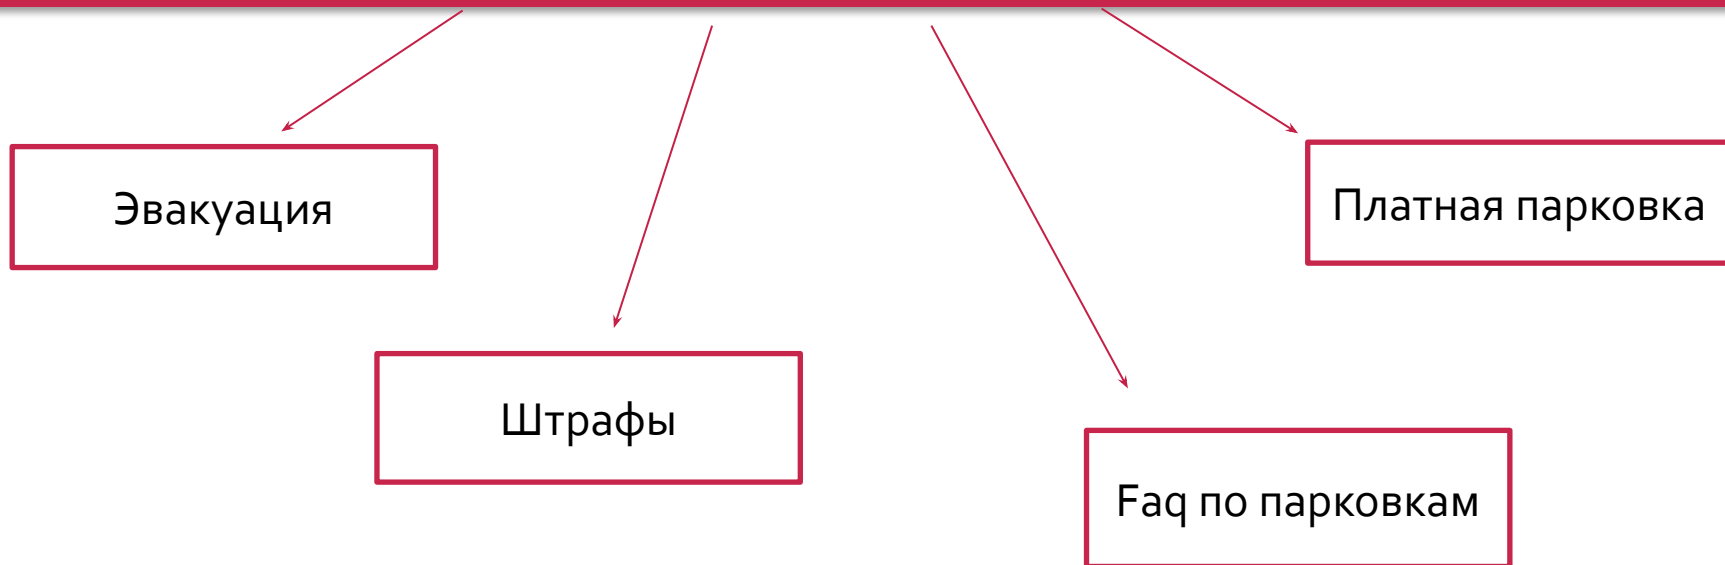 Эвакуация
Платная парковка
Штрафы
Faq по парковкам